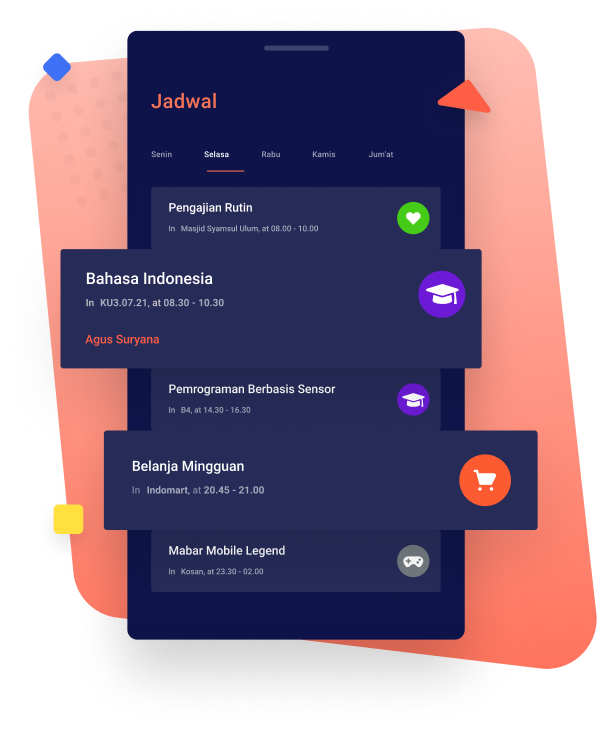 Jadwal
Senin Selasa Rabu Kamis Jum'at
Pengajian Rutin
In Masjid Syamsul Ulum, at 08.00 - 10.00
Bahasa Indonesia
In KU3.07.21, at 08.30 - 10.30
Agus Suryana
Pemrograman Berbasis Sensor
In B4, at 14.30 - 16.30
Belanja Mingguan
In Indomart, at 20.45 - 21.00
Mabar Mobile Legend
In Kosan, at 23.30 - 02.00